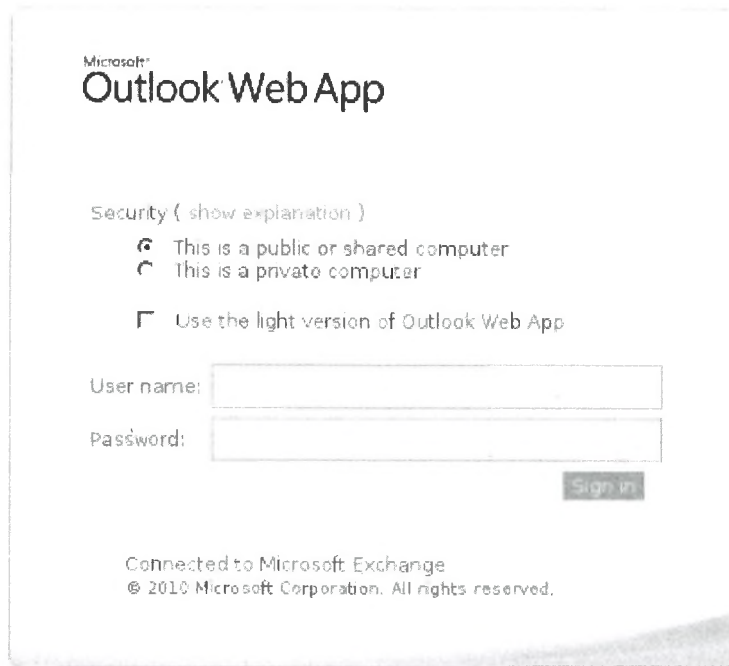 Microsoft®
Outlook Web App
Security ( show explanation )
This is a public or shared computer
This is a private computer
Use the light version of Outlook Web App
User name:
Password:
Sign in
Connected to Microsoft Exchange
© 2010 Microsoft Corporation. All rights reserved.